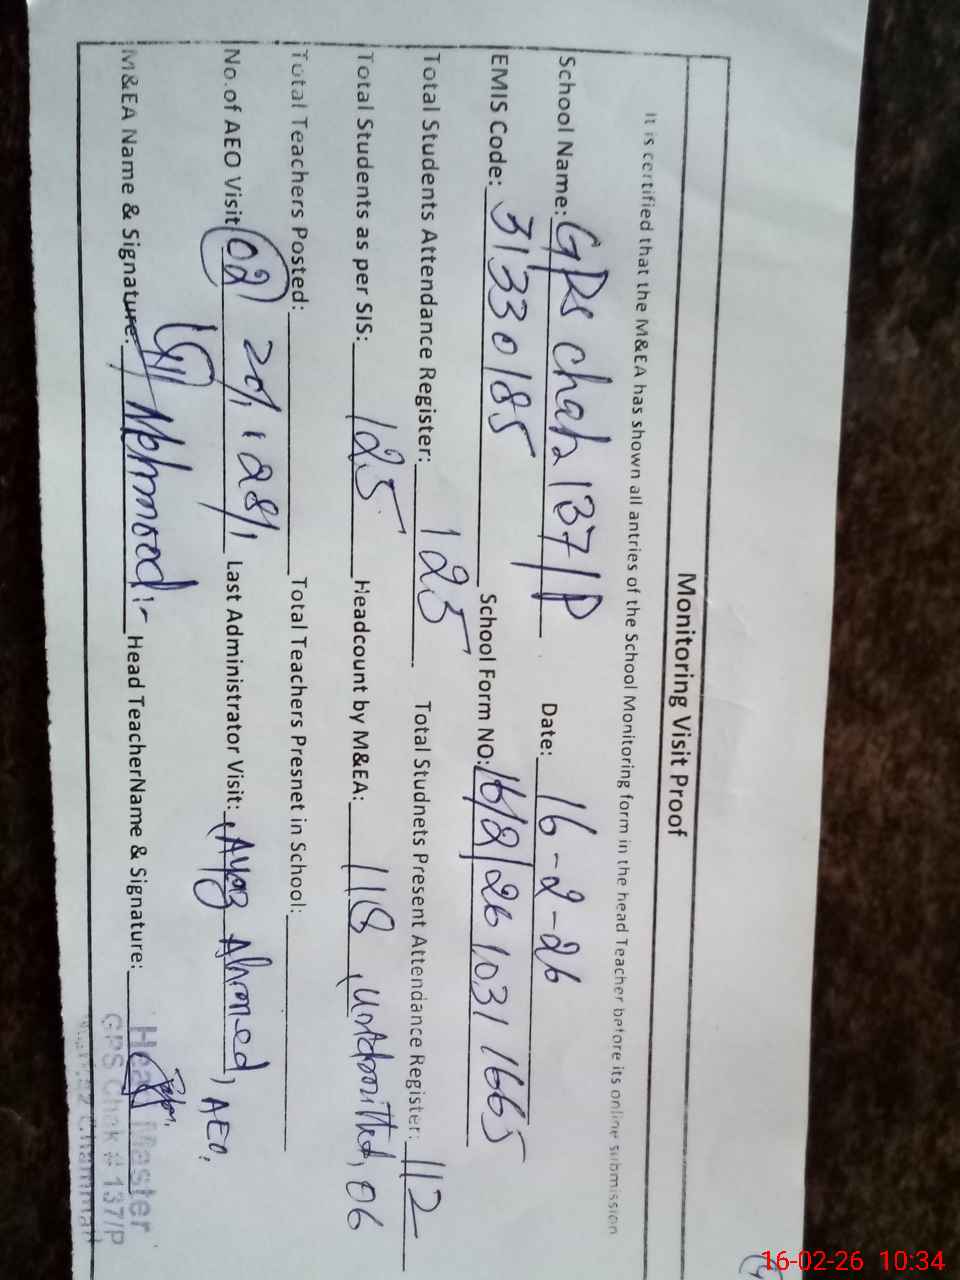 Monitoring Visit Proof
It is certified that the M&EA has shown all antries of the School Monitoring form in the head Teacher before its online submission
School Name: GPS chak 137/P Date: 16-2-26
EMIS Code: 31330185 School Form NO: 16/2/26 1031 1665
Total Students Attendance Register: 125 Total Studnets Present Attendance Register: 112
Total Students as per SIS: 125 Headcount by M&EA: 118 (unadmitted, 06
Total Teachers Posted: Total Teachers Presnet in School:
No.of AEO Visit 02 20/1, 28/1 Last Administrator Visit: (Ayaz Ahmed, AEO,
M&EA Name & Signature: Mehmood:- Head TeacherName & Signature:
Head Master
GPS Chak # 137/P
16-02-26 10:34